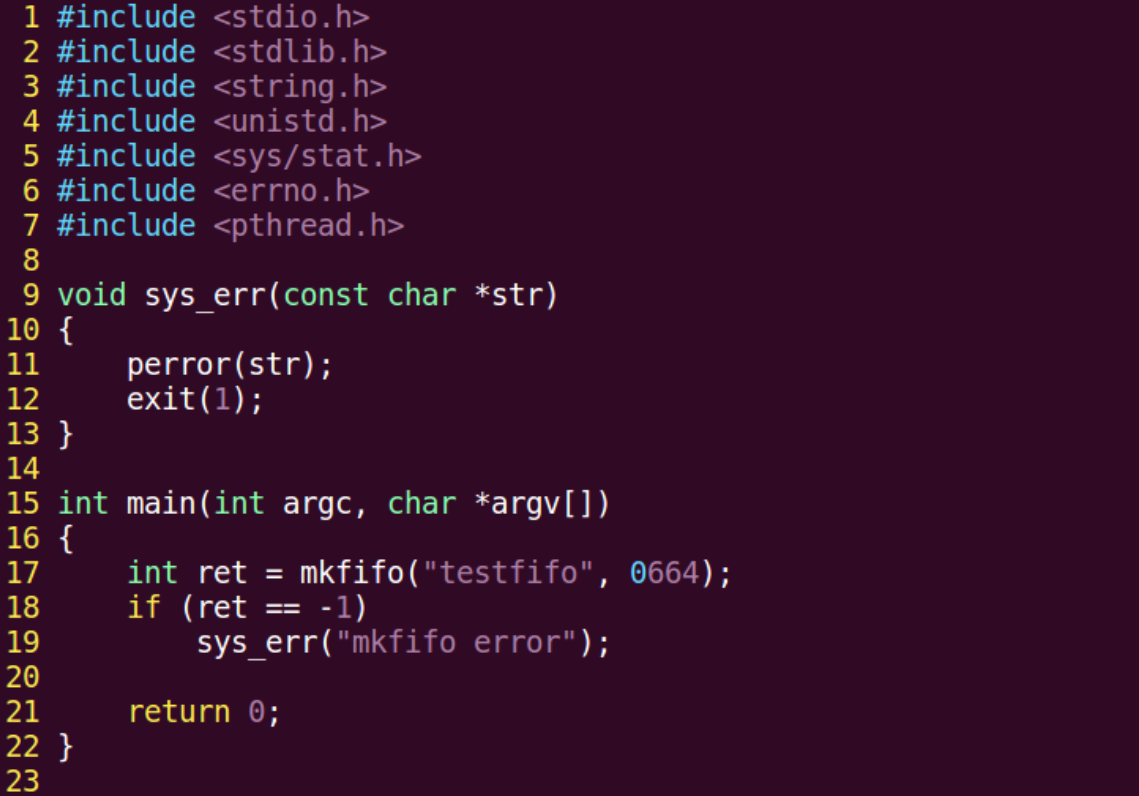 1 #include <stdio.h>
2 #include <stdlib.h>
3 #include <string.h>
4 #include <unistd.h>
5 #include <sys/stat.h>
6 #include <errno.h>
7 #include <pthread.h>
8
9 void sys_err(const char *str)
10 {
11     perror(str);
12     exit(1);
13 }
14
15 int main(int argc, char *argv[])
16 {
17     int ret = mkfifo("testfifo", 0664);
18     if (ret == -1)
19         sys_err("mkfifo error");
20
21     return 0;
22 }
23